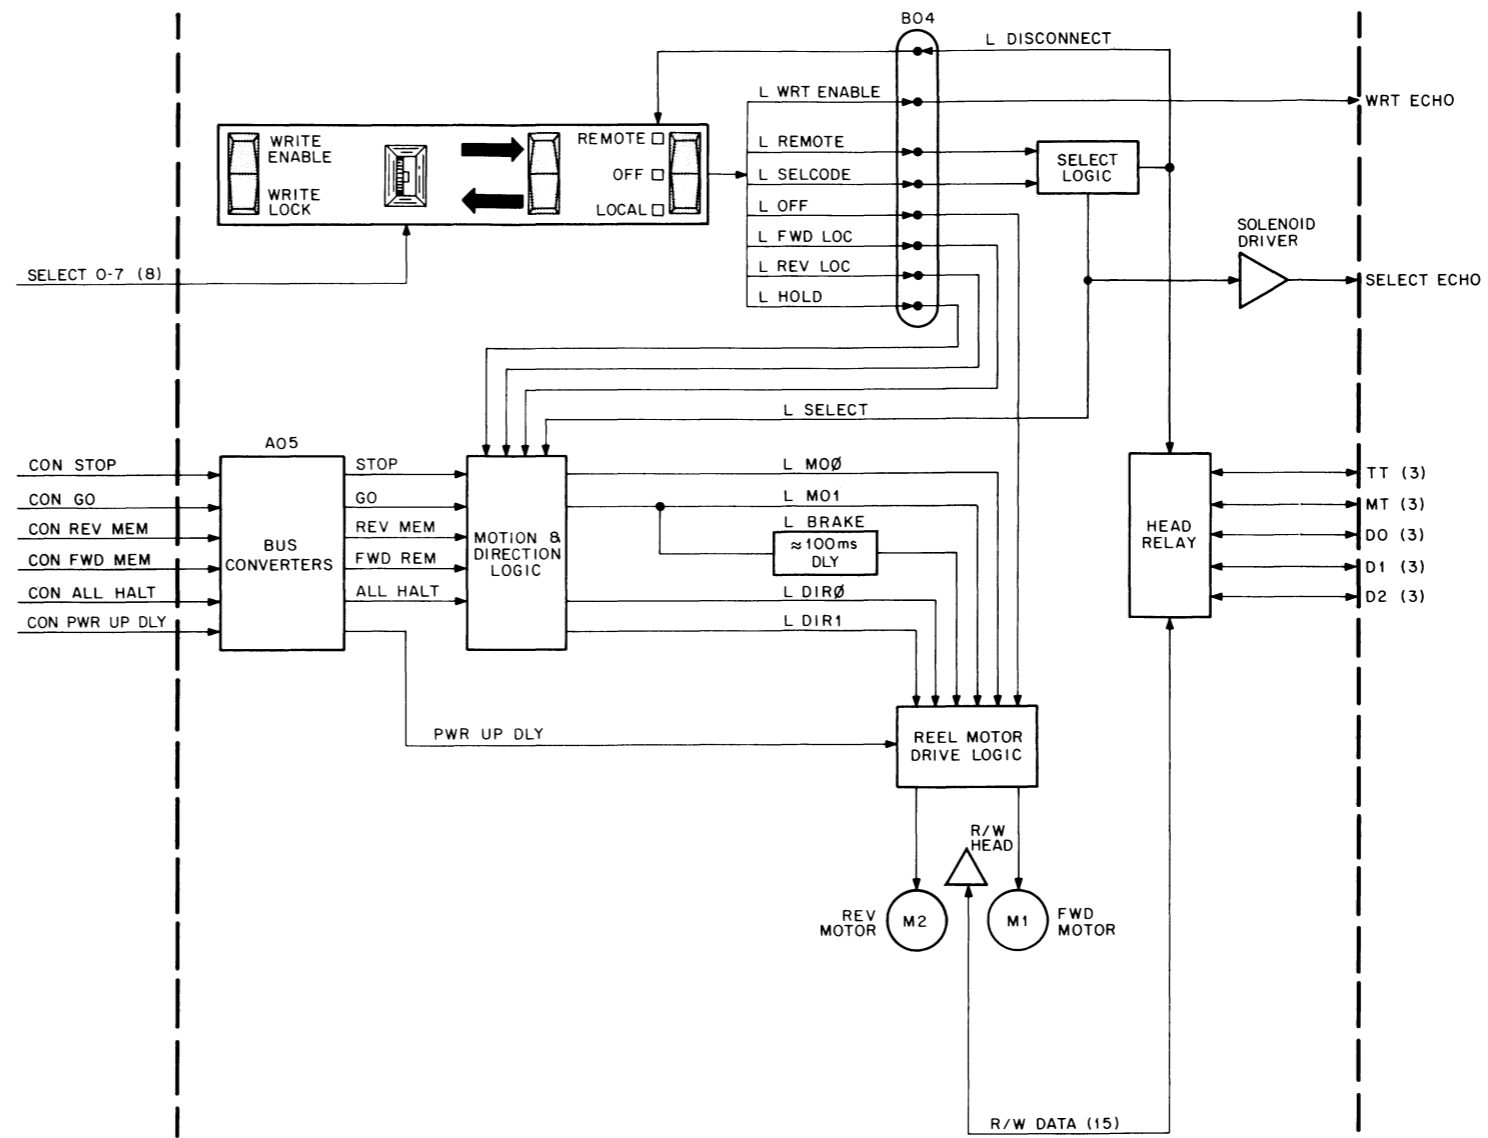 B04
L DISCONNECT
L WRT ENABLE
WRT ECHO
WRITE
ENABLE
WRITE
LOCK
REMOTE
OFF
LOCAL
L REMOTE
L SELCODE
L OFF
L FWD LOC
L REV LOC
L HOLD
SELECT
LOGIC
SOLENOID
DRIVER
SELECT ECHO
SELECT 0-7 (8)
L SELECT
A05
CON STOP
CON GO
CON REV MEM
CON FWD MEM
CON ALL HALT
CON PWR UP DLY
BUS
CONVERTERS
STOP
GO
REV MEM
FWD REM
ALL HALT
MOTION &
DIRECTION
LOGIC
L MOØ
L MO1
L BRAKE
≈100ms
DLY
L DIRØ
L DIR1
HEAD
RELAY
TT (3)
MT (3)
DO (3)
D1 (3)
D2 (3)
PWR UP DLY
REEL MOTOR
DRIVE LOGIC
R/W
HEAD
REV
MOTOR
M2
M1
FWD
MOTOR
R/W DATA (15)